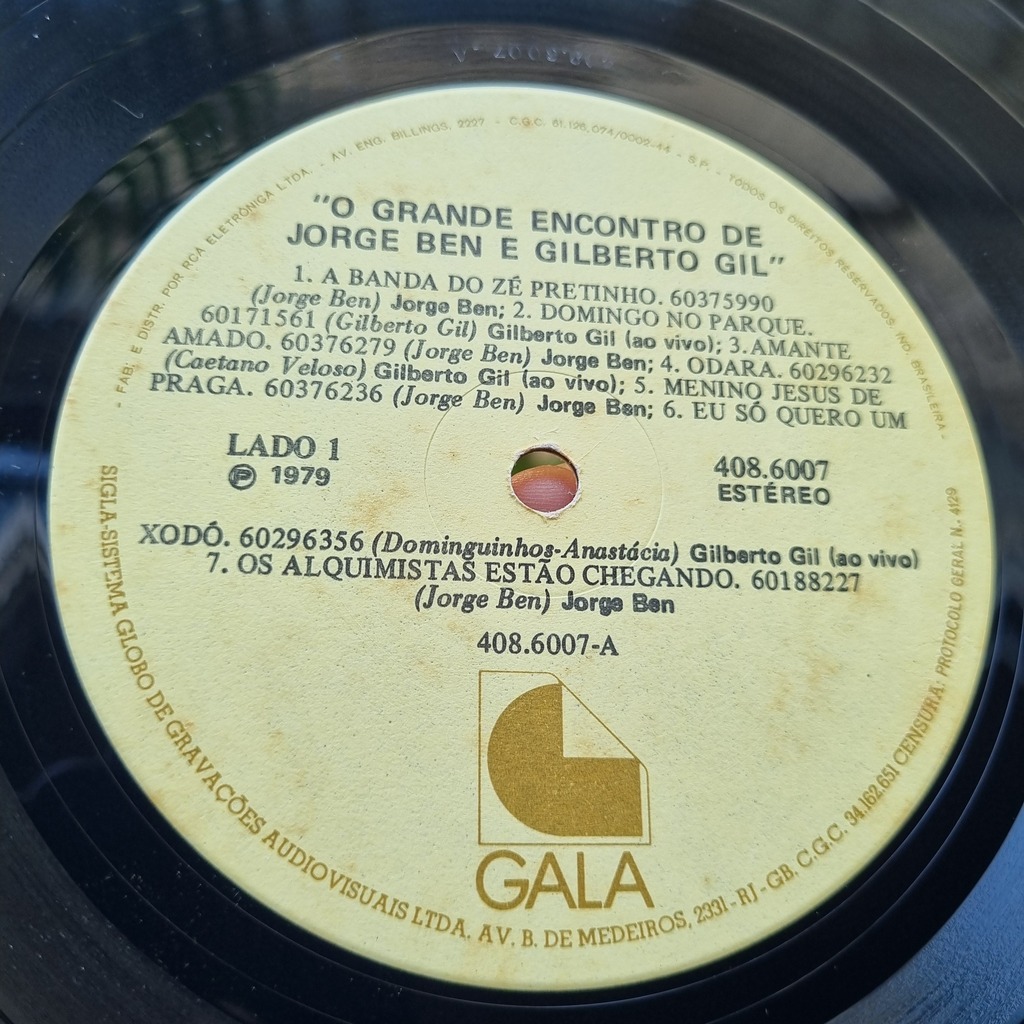 408.6007 A
- FAB. E DISTR. POR RCA ELETRÔNICA LTDA. - AV. ENG. BILLINGS, 2227 - C.G.C. 61.126.074/0002-44 - S.P. - TODOS OS DIREITOS RESERVADOS. IND. BRASILEIRA -
"O GRANDE ENCONTRO DE
JORGE BEN E GILBERTO GIL"
1. A BANDA DO ZÉ PRETINHO. 60375990
(Jorge Ben) Jorge Ben; 2. DOMINGO NO PARQUE.
60171561 (Gilberto Gil) Gilberto Gil (ao vivo); 3.AMANTE
AMADO. 60376279 (Jorge Ben) Jorge Ben; 4. ODARA. 60296232
(Caetano Veloso) Gilberto Gil (ao vivo); 5. MENINO JESUS DE
PRAGA. 60376236 (Jorge Ben) Jorge Ben; 6. EU SÓ QUERO UM
LADO 1
Ⓟ 1979
408.6007
ESTÉREO
XODÓ. 60296356 (Dominguinhos-Anastácia) Gilberto Gil (ao vivo)
7. OS ALQUIMISTAS ESTÃO CHEGANDO. 60188227
(Jorge Ben) Jorge Ben
408.6007-A
GALA
SIGLA-SISTEMA GLOBO DE GRAVAÇÕES AUDIOVISUAIS LTDA. AV. B. DE MEDEIROS, 2331 - RJ - GB. C.G.C. 34.162.651 CENSURA: PROTOCOLO GERAL N. 4129